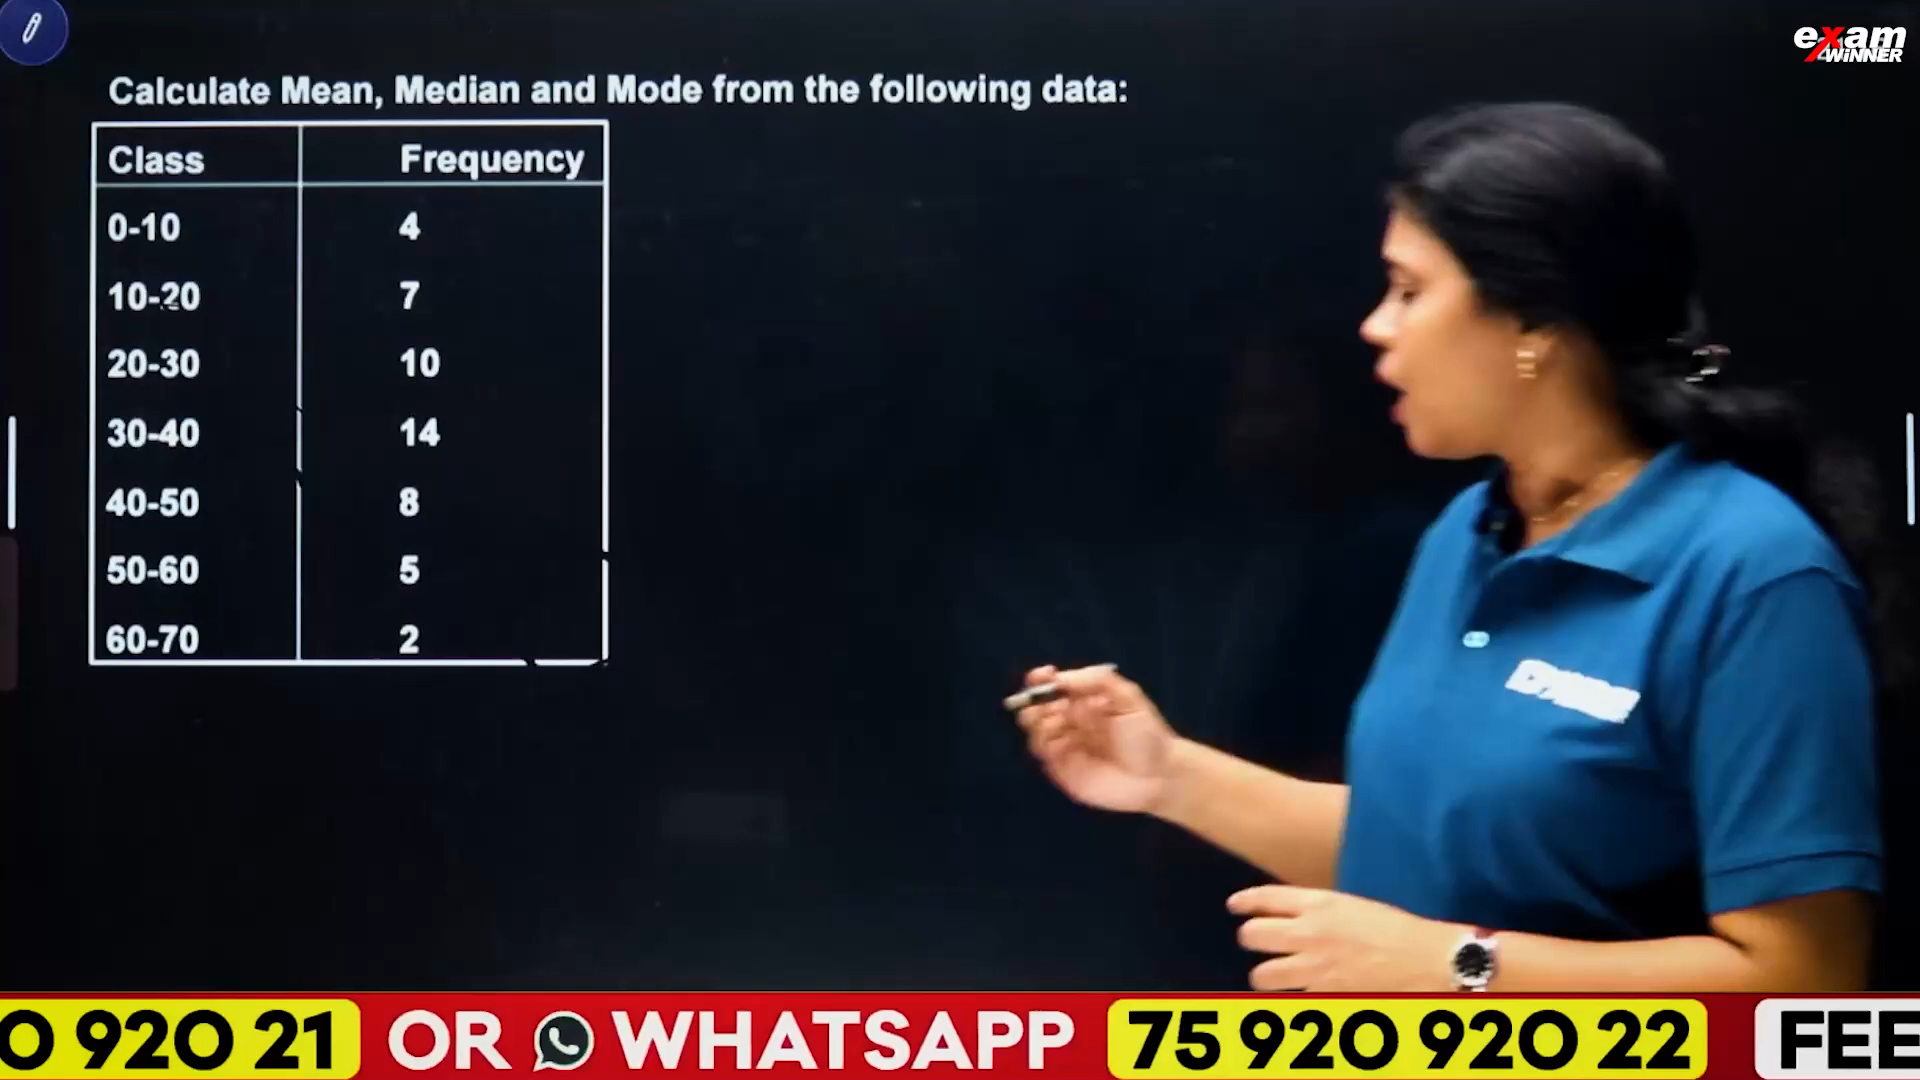 exam
WiNNER
Calculate Mean, Median and Mode from the following data:
Class Frequency
0-10 4
10-20 7
20-30 10
30-40 14
40-50 8
50-60 5
60-70 2
0 920 21 OR WHATSAPP 75 920 920 22 FEE